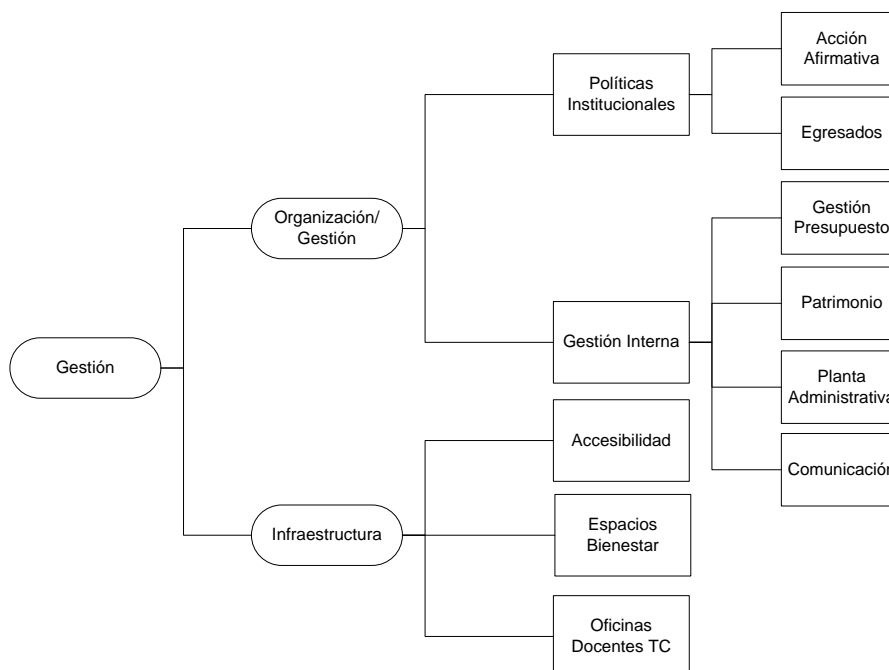 Acción
Afirmativa
Políticas
Institucionales
Egresados
Organización/
Gestión
Gestión
Presupuesto
Patrimonio
Gestión Interna
Gestión
Planta
Administrativa
Accesibilidad
Comunicación
Infraestructura
Espacios
Bienestar
Oficinas
Docentes TC